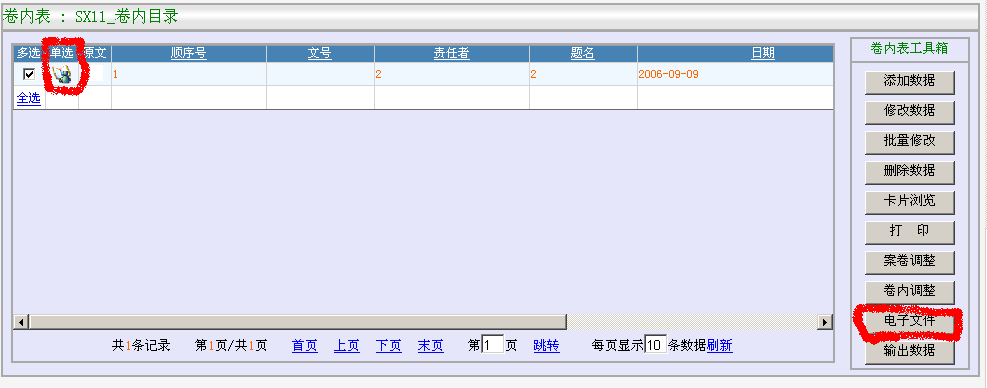 卷内表 : SX11_卷内目录
多选 单选 原文 顺序号 文号 责任者 题名 日期
1 2 2 2006-09-09
全选
共1条记录 第1页/共1页 首页 上页 下页 末页 第1页 跳转 每页显示10条数据刷新
卷内表工具箱
添加数据
修改数据
批量修改
删除数据
卡片浏览
打 印
案卷调整
卷内调整
电子文件
输出数据